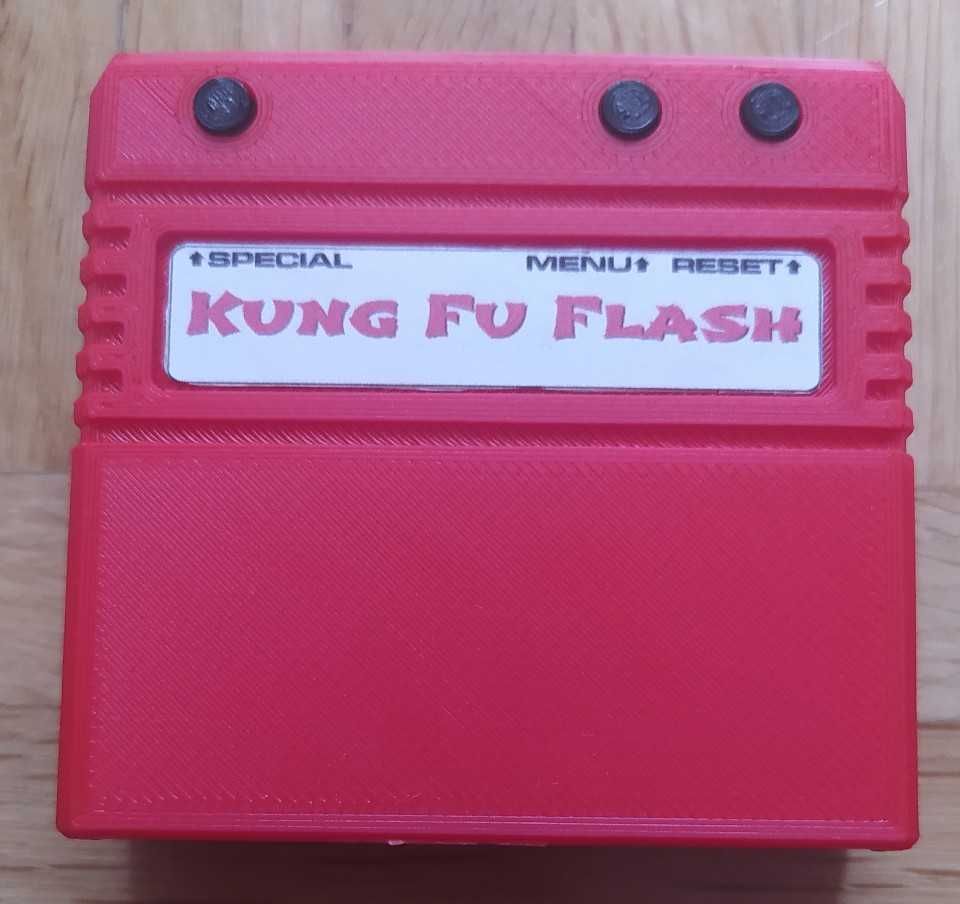 ⬆SPECIAL MENU⬆ RESET⬆
Kung Fu Flash